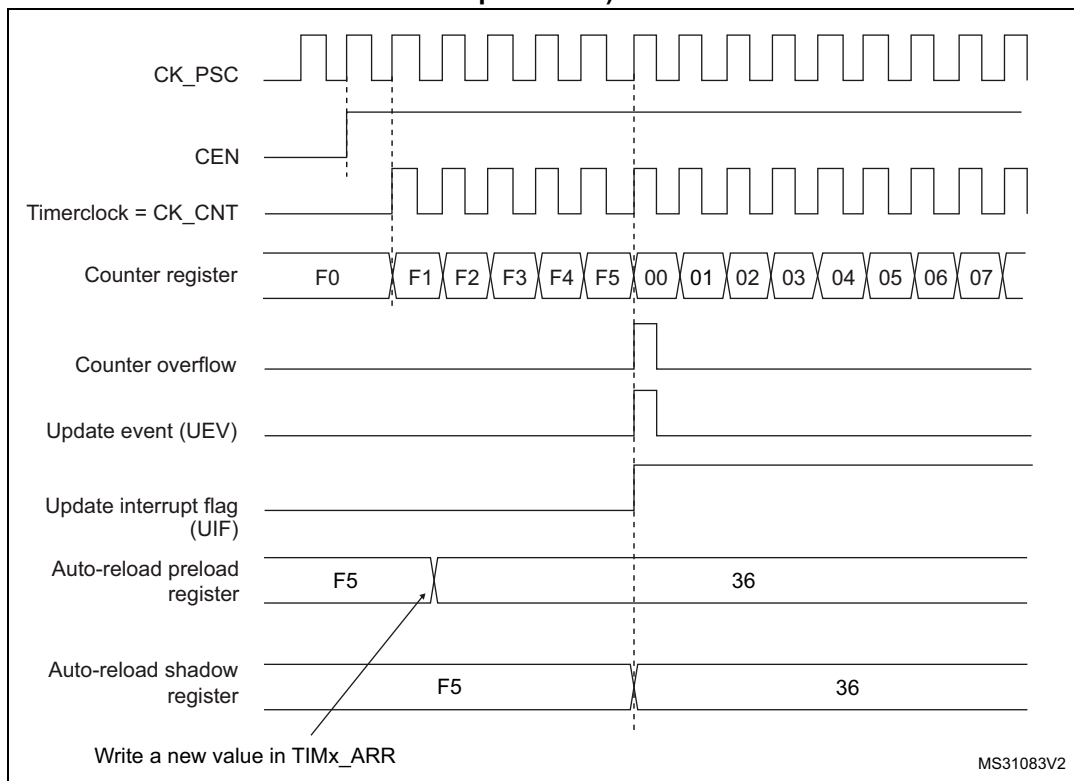 CK_PSC
CEN
Timerclock = CK_CNT
Counter register F0 F1 F2 F3 F4 F5 00 01 02 03 04 05 06 07
Counter overflow
Update event (UEV)
Update interrupt flag
(UIF)
Auto-reload preload
register
F5 36
Auto-reload shadow
register
F5 36
Write a new value in TIMx_ARR
MS31083V2